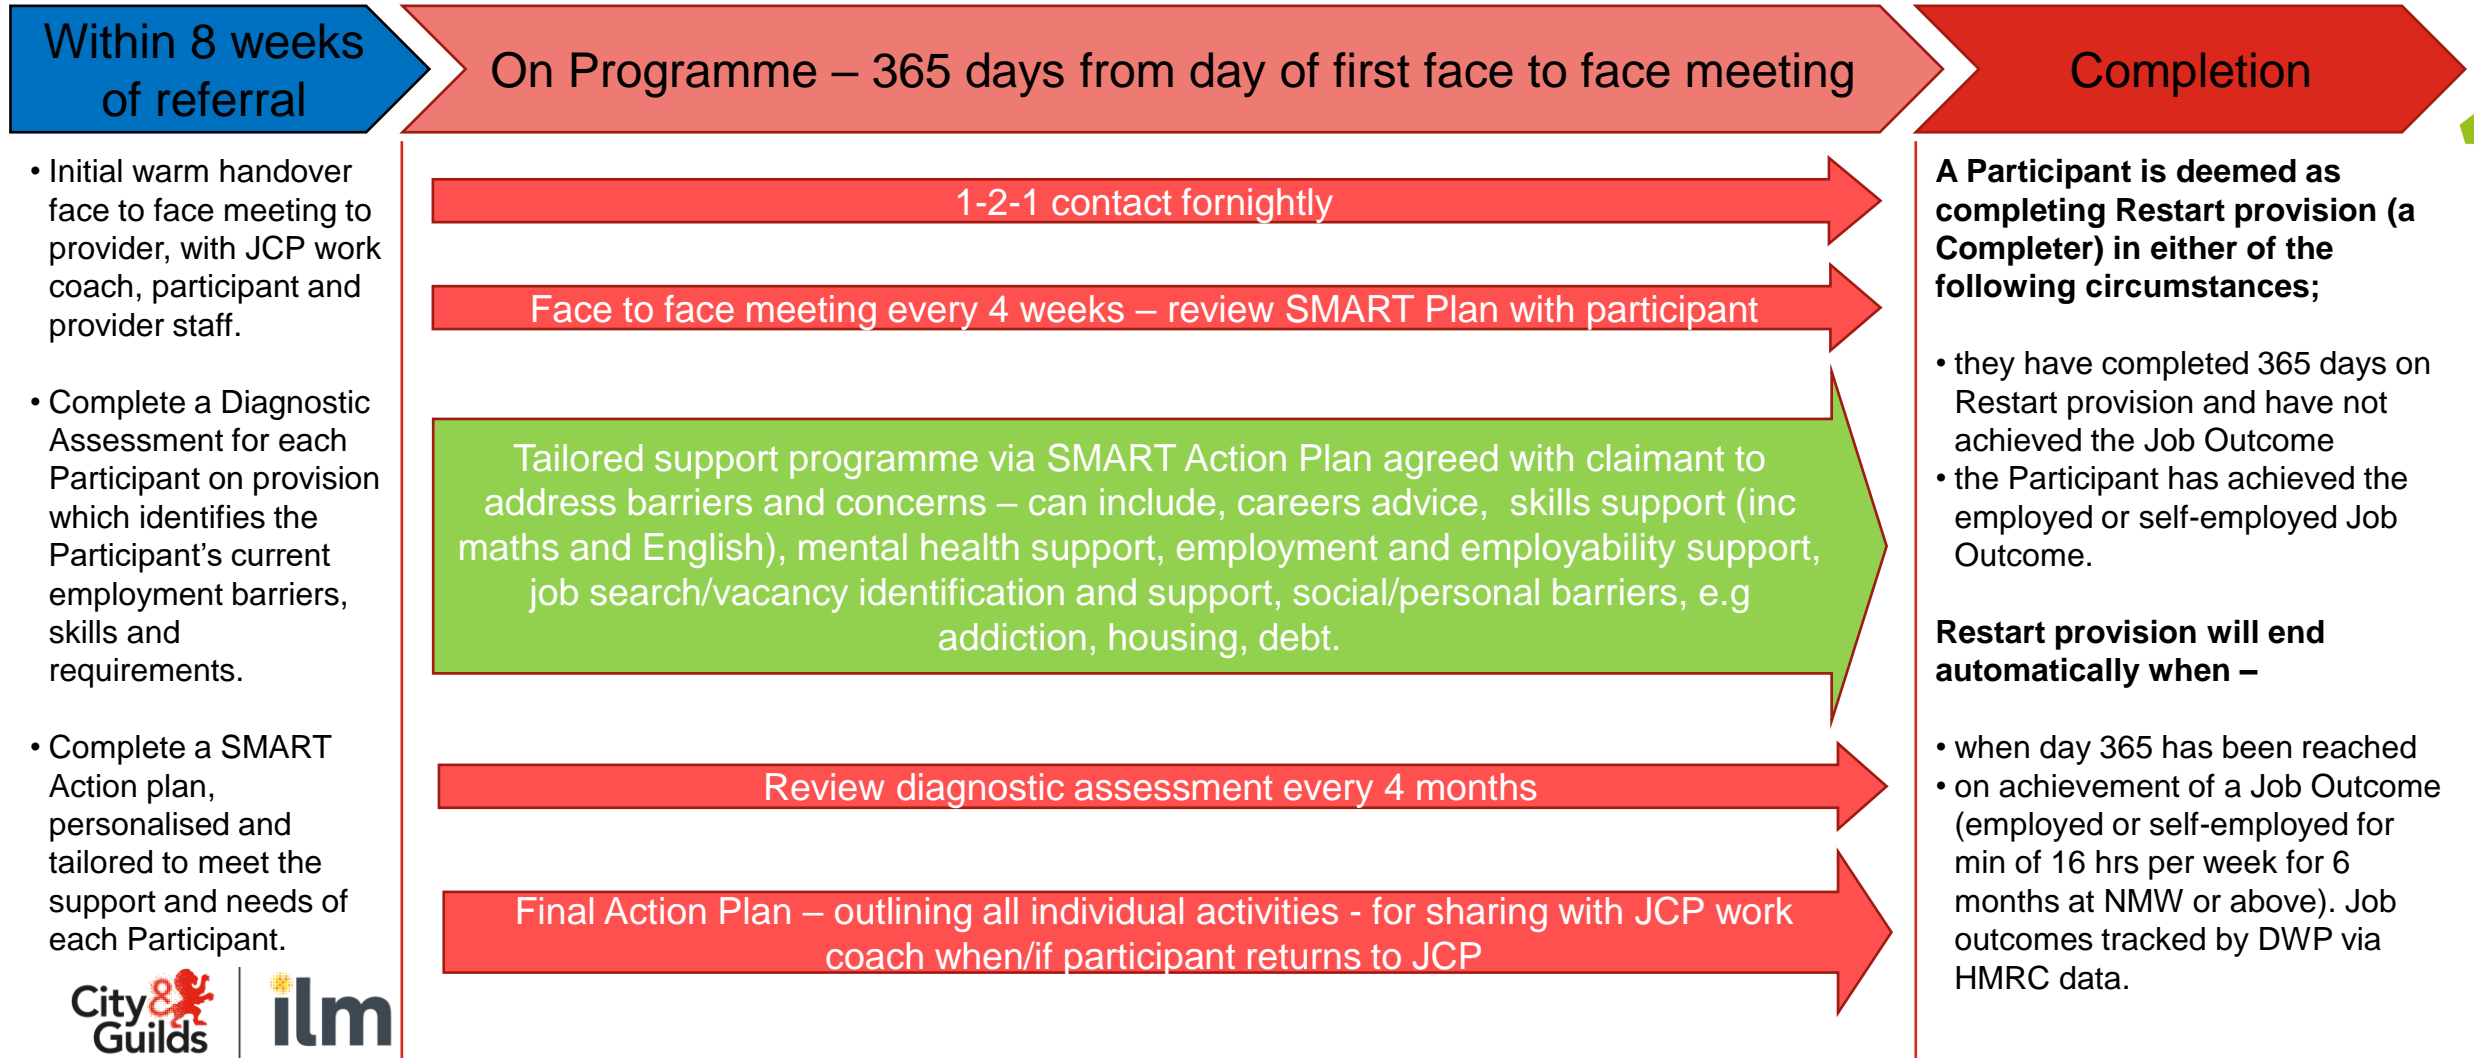 Within 8 weeks
of referral
On Programme – 365 days from day of first face to face meeting
Completion
• Initial warm handover
face to face meeting to
provider, with JCP work
coach, participant and
provider staff.
• Complete a Diagnostic
Assessment for each
Participant on provision
which identifies the
Participant’s current
employment barriers,
skills and
requirements.
• Complete a SMART
Action plan,
personalised and
tailored to meet the
support and needs of
each Participant.
City&
Guilds
ilm
1-2-1 contact fornightly
Face to face meeting every 4 weeks – review SMART Plan with participant
Tailored support programme via SMART Action Plan agreed with claimant to
address barriers and concerns – can include, careers advice, skills support (inc
maths and English), mental health support, employment and employability support,
job search/vacancy identification and support, social/personal barriers, e.g
addiction, housing, debt.
Review diagnostic assessment every 4 months
Final Action Plan – outlining all individual activities - for sharing with JCP work
coach when/if participant returns to JCP
A Participant is deemed as
completing Restart provision (a
Completer) in either of the
following circumstances;
• they have completed 365 days on
Restart provision and have not
achieved the Job Outcome
• the Participant has achieved the
employed or self-employed Job
Outcome.
Restart provision will end
automatically when –
• when day 365 has been reached
• on achievement of a Job Outcome
(employed or self-employed for
min of 16 hrs per week for 6
months at NMW or above). Job
outcomes tracked by DWP via
HMRC data.